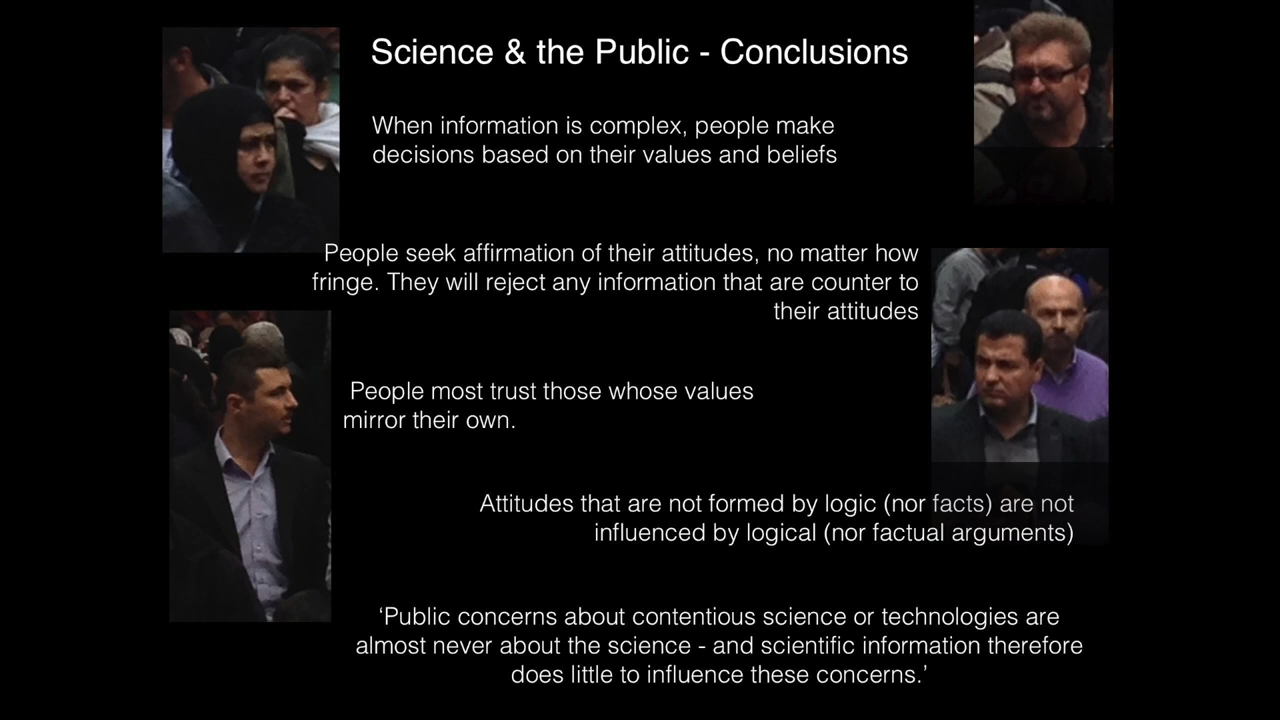 Science & the Public - Conclusions
When information is complex, people make
decisions based on their values and beliefs
People seek affirmation of their attitudes, no matter how
fringe. They will reject any information that are counter to
their attitudes
People most trust those whose values
mirror their own.
Attitudes that are not formed by logic (nor facts) are not
influenced by logical (nor factual arguments)
‘Public concerns about contentious science or technologies are
almost never about the science - and scientific information therefore
does little to influence these concerns.’